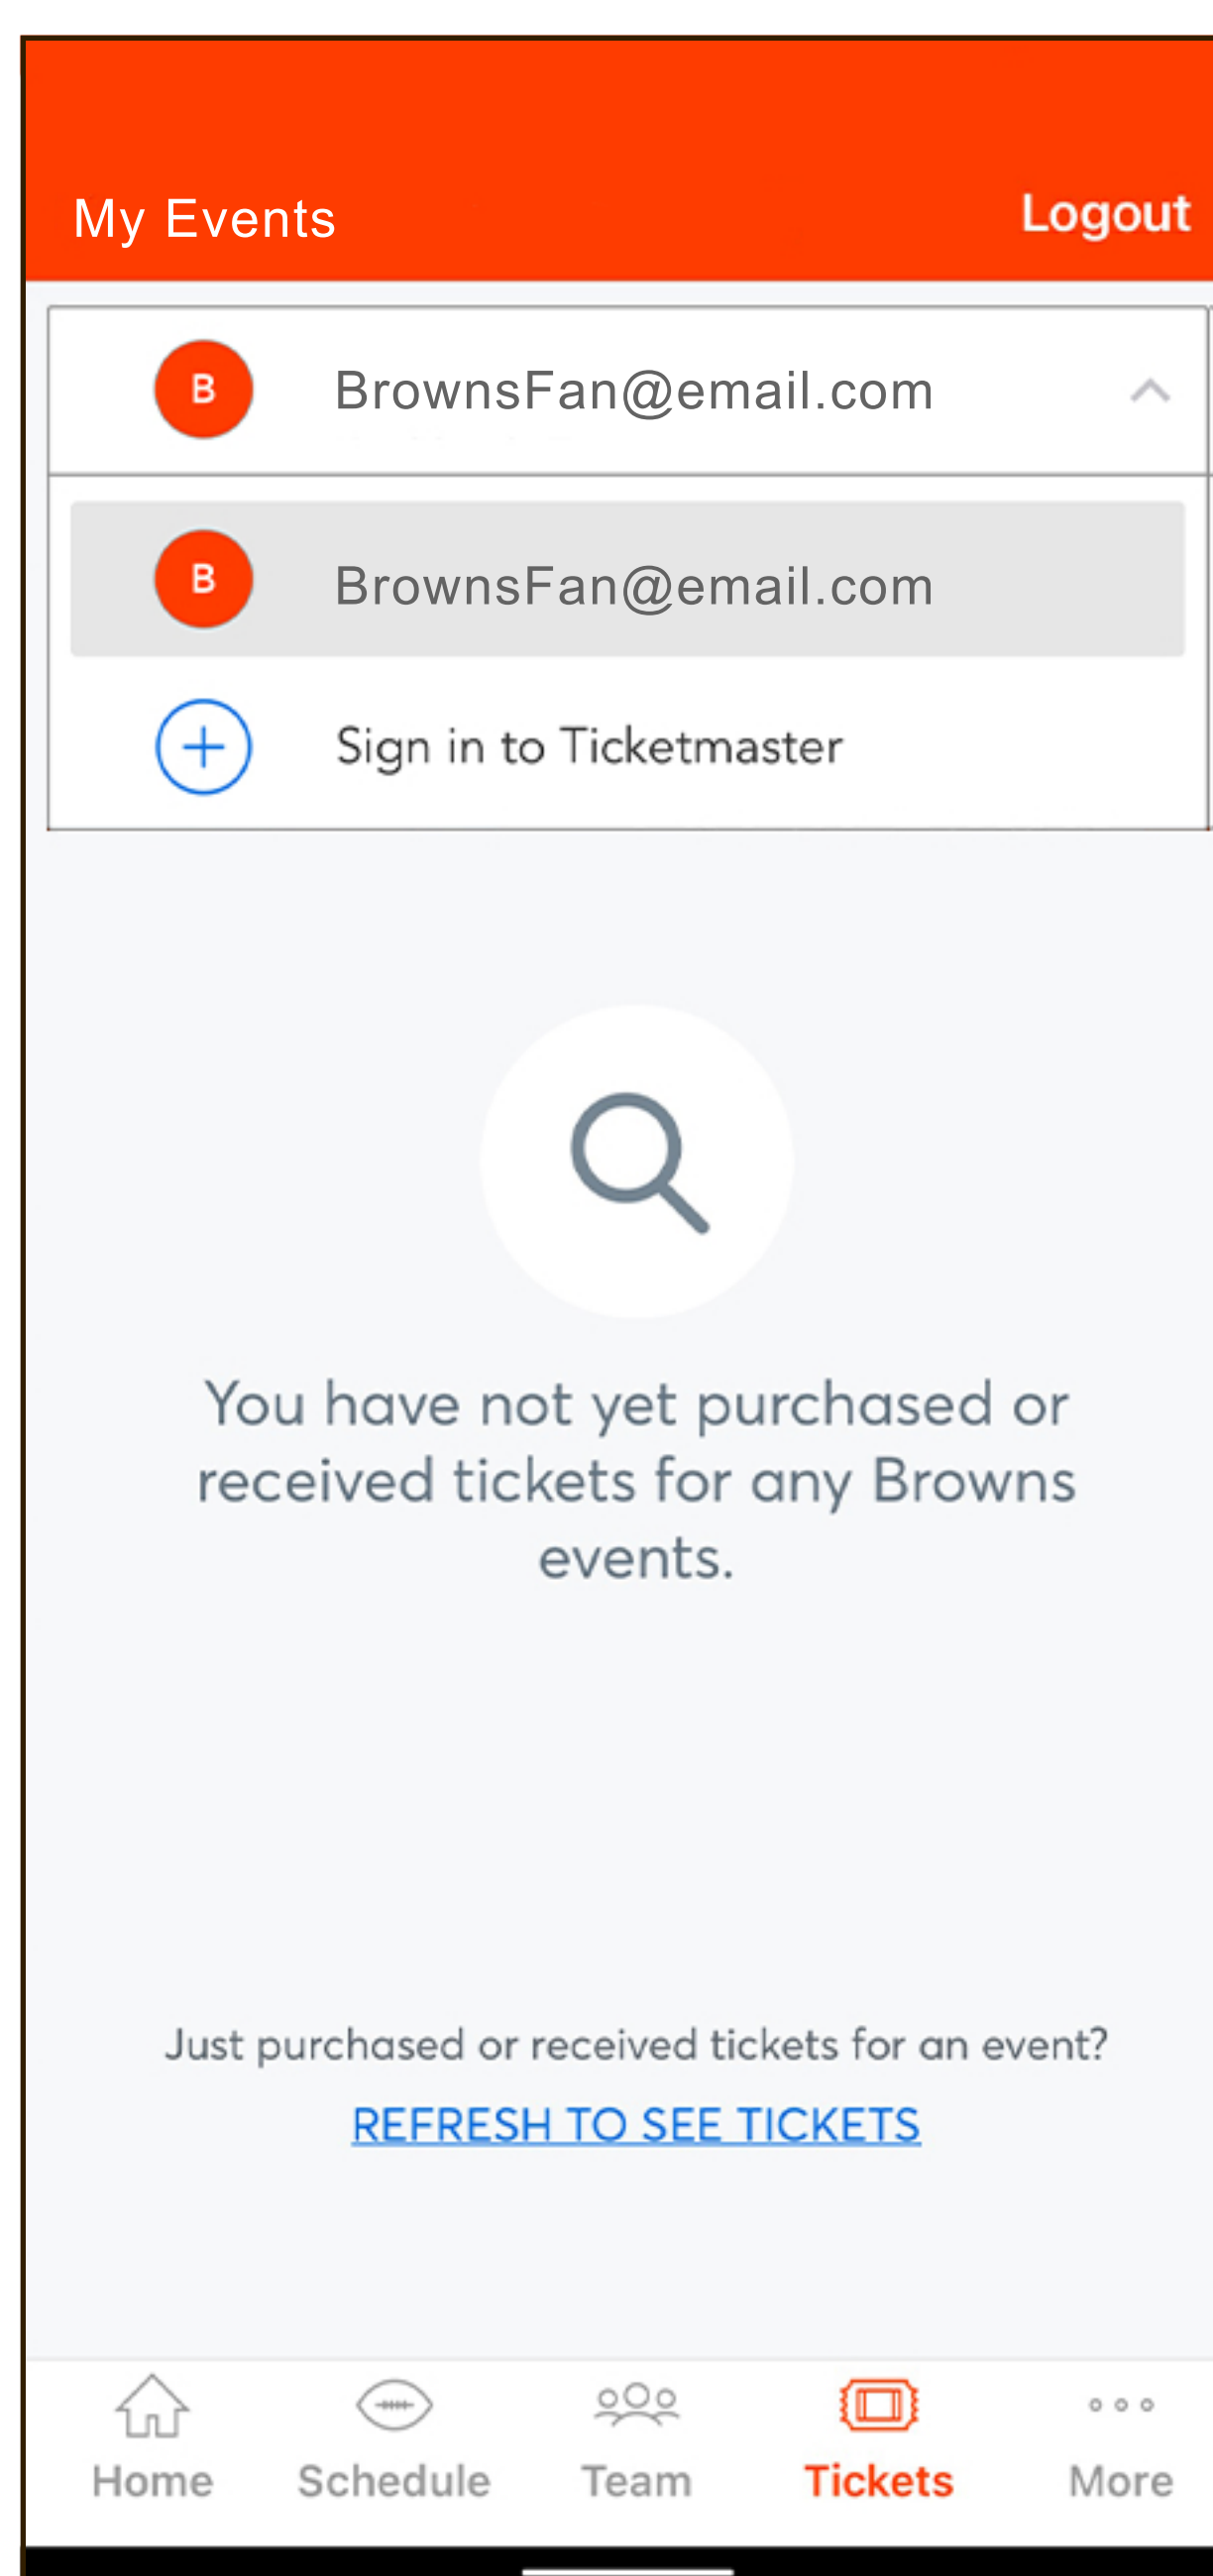 My Events
Logout
B BrownsFan@email.com
B BrownsFan@email.com
Sign in to Ticketmaster
You have not yet purchased or
received tickets for any Browns
events.
Just purchased or received tickets for an event?
REFRESH TO SEE TICKETS
Home Schedule Team Tickets More